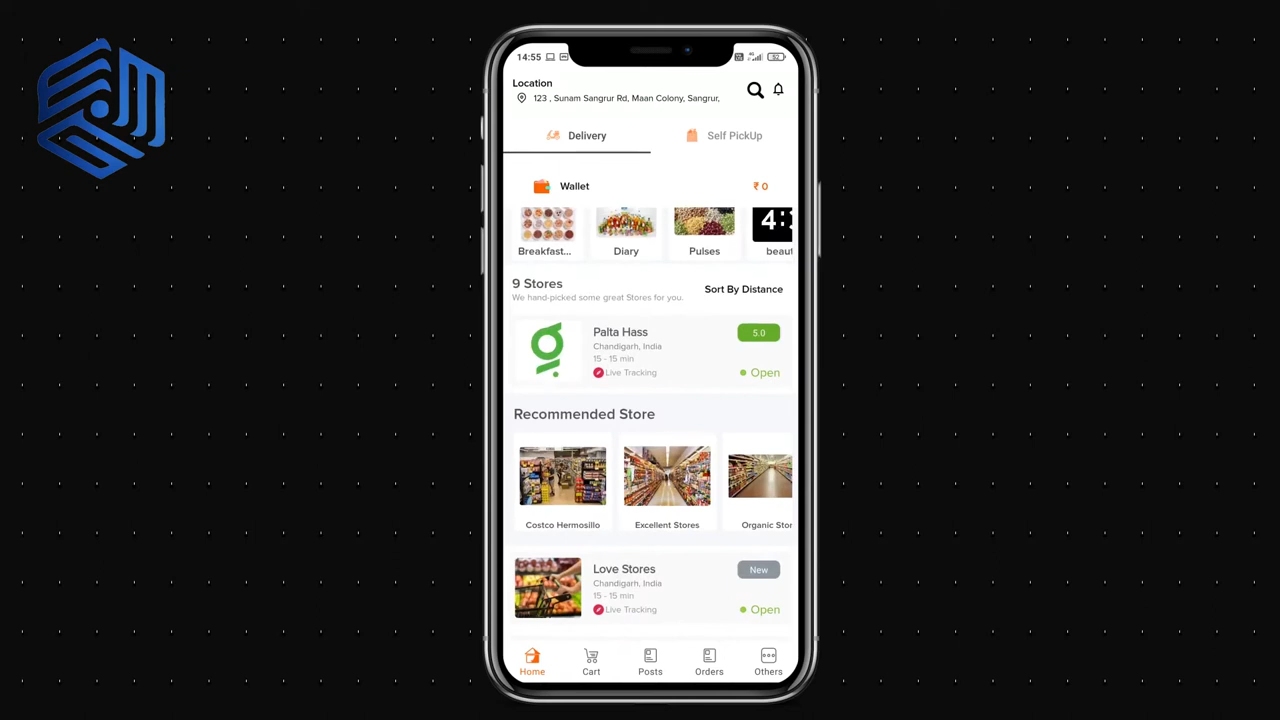 14:55
52
Location
123 , Sunam Sangrur Rd, Maan Colony, Sangrur,
Delivery
Self PickUp
Wallet
₹ 0
4:
Breakfast...
Diary
Pulses
beaut
9 Stores
We hand-picked some great Stores for you.
Sort By Distance
Palta Hass
5.0
Chandigarh, India
15 - 15 min
Live Tracking
Open
Recommended Store
Costco Hermosillo
Excellent Stores
Organic Stor
Love Stores
New
Chandigarh, India
15 - 15 min
Live Tracking
Open
Home
Cart
Posts
Orders
Others